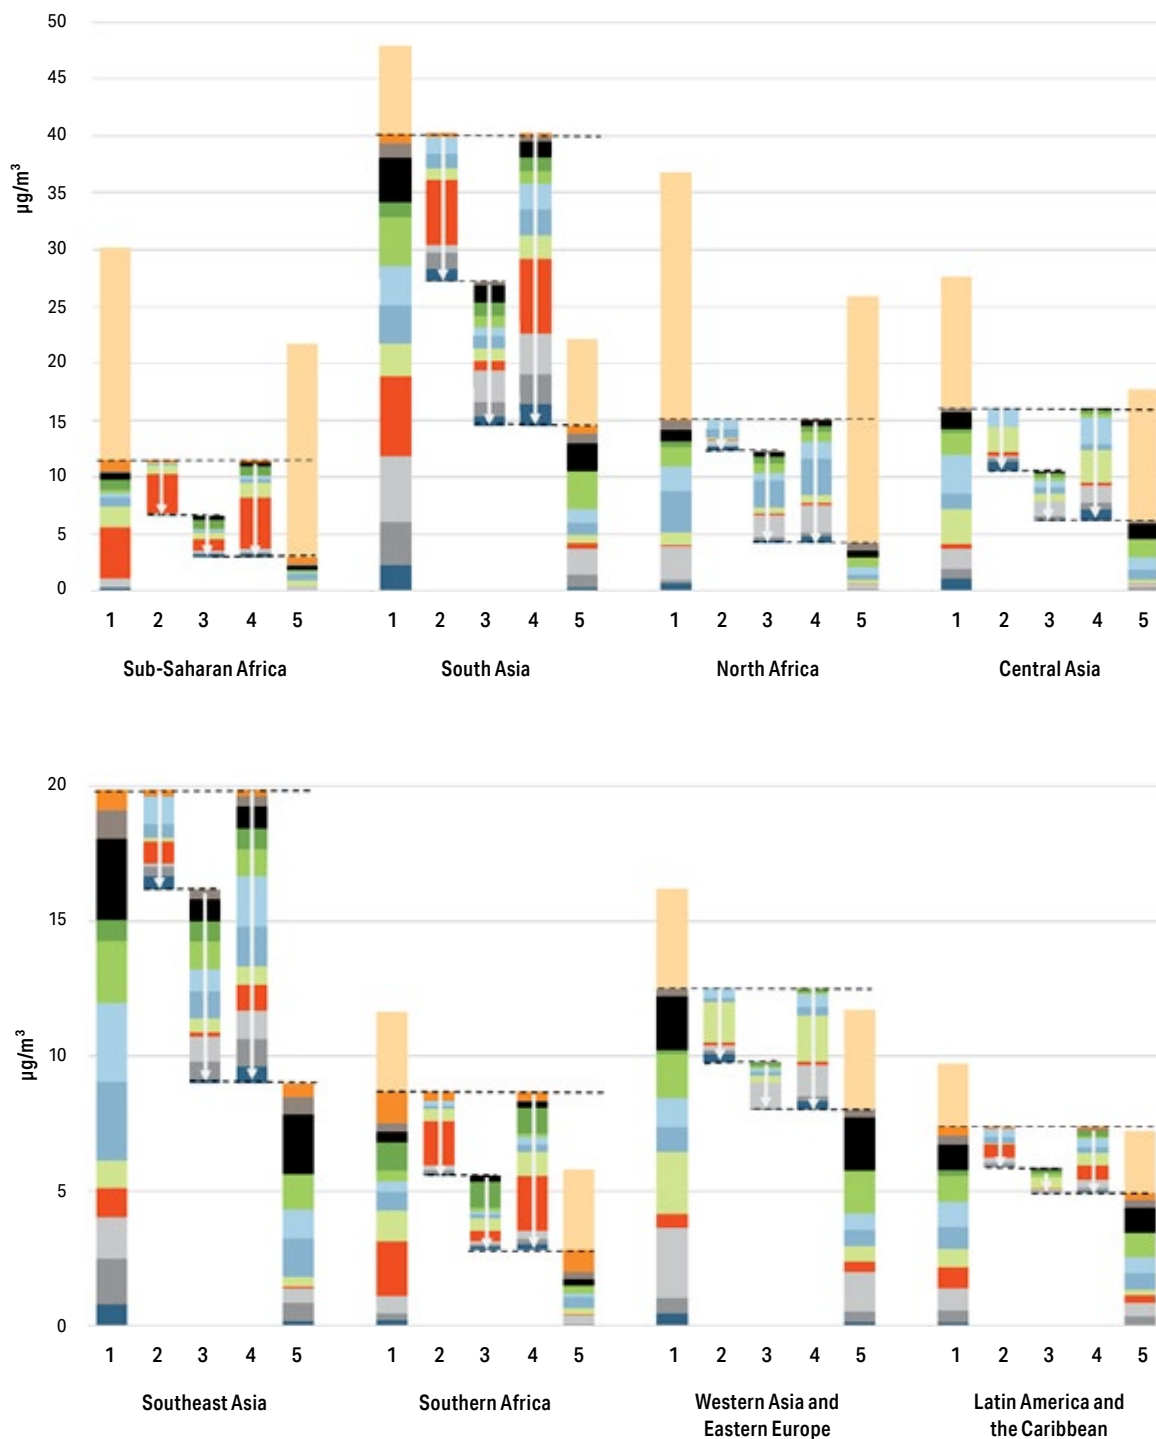 50
45
40
35
µg/m³
30
25
20
15
10
5
0
1 2 3 4 5 1 2 3 4 5 1 2 3 4 5 1 2 3 4 5
Sub-Saharan Africa South Asia North Africa Central Asia
20
15
µg/m³
10
5
0
1 2 3 4 5 1 2 3 4 5 1 2 3 4 5 1 2 3 4 5
Southeast Asia Southern Africa Western Asia and Latin America and
Eastern Europe the Caribbean